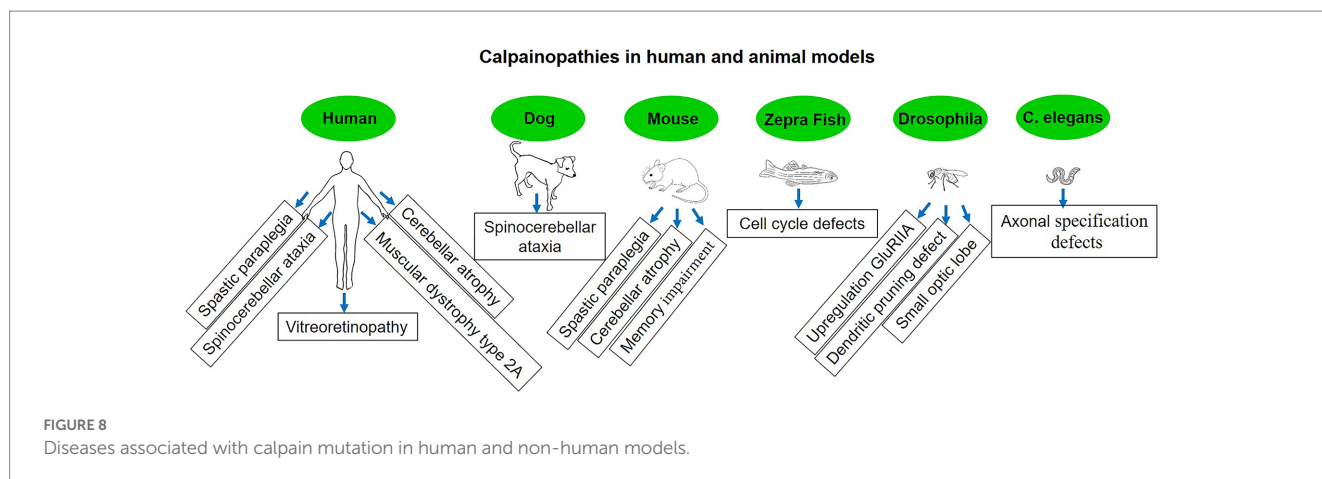 Calpainopathies in human and animal models
Human
Dog
Mouse
Zepra Fish
Drosophila
C. elegans
Spastic paraplegia
Spinocerebellar ataxia
Vitreoretinopathy
Muscular dystrophy type 2A
Cerebellar atrophy
Spinocerebellar
ataxia
Spastic paraplegia
Cerebellar atrophy
Memory impairment
Cell cycle defects
Upregulation GluRIIA
Dendritic pruning defect
Small optic lobe
Axonal specification
defects
FIGURE 8
Diseases associated with calpain mutation in human and non-human models.